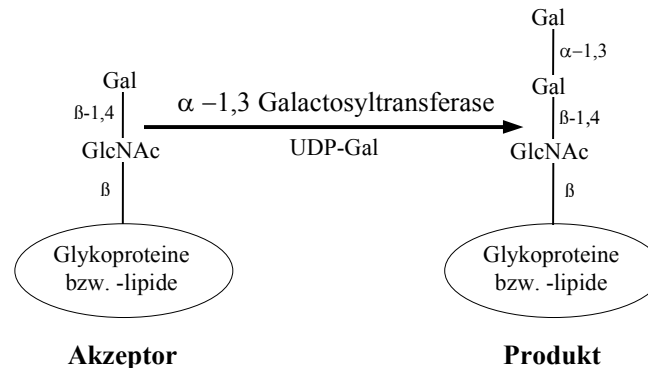 Gal
α–1,3
Gal
Gal
α –1,3 Galactosyltransferase
ß-1,4
ß-1,4
UDP-Gal
GlcNAc
GlcNAc
ß
ß
Glykoproteine
bzw. -lipide
Glykoproteine
bzw. -lipide
Akzeptor
Produkt